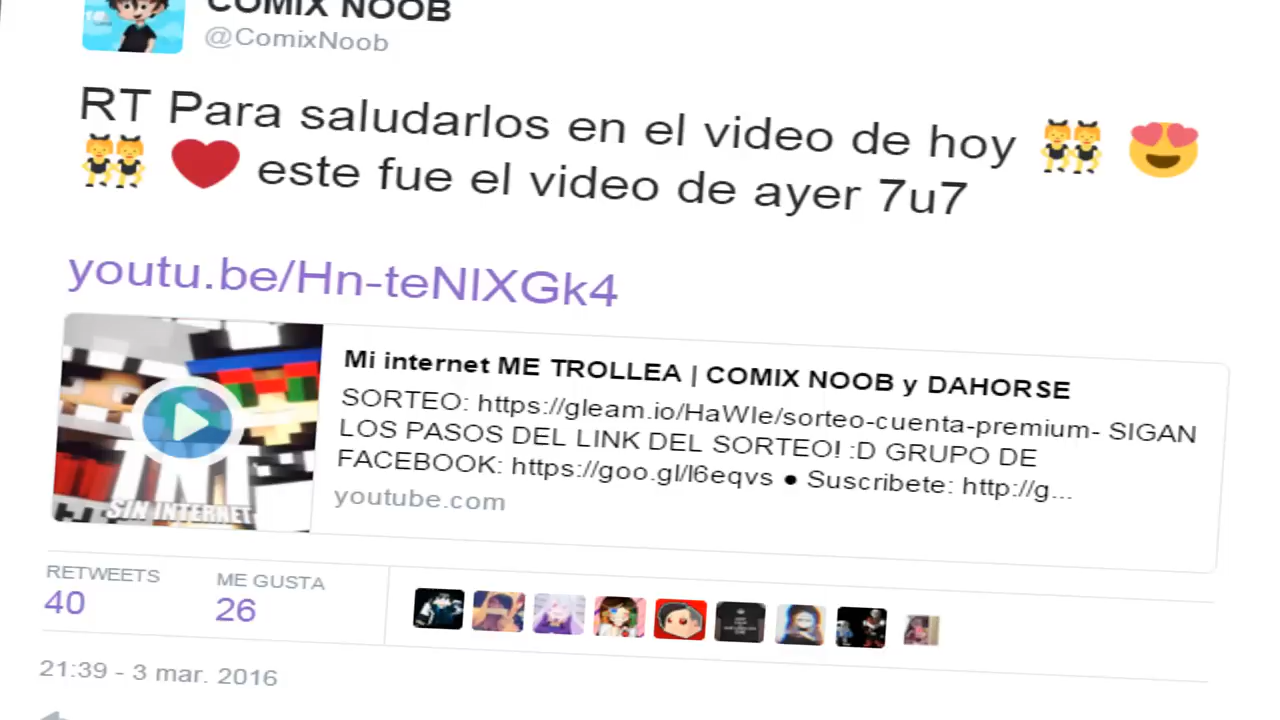 COMIX NOOB
@ComixNoob
RT Para saludarlos en el video de hoy 👯 😍
👯 ❤️ este fue el video de ayer 7u7
youtu.be/Hn-teNlXGk4
Mi internet ME TROLLEA | COMIX NOOB y DAHORSE
SORTEO: https://gleam.io/HaWIe/sorteo-cuenta-premium- SIGAN
LOS PASOS DEL LINK DEL SORTEO! :D GRUPO DE
FACEBOOK: https://goo.gl/l6eqvs ● Suscribete: http://g...
youtube.com
TNT
SIN INTERNET
RETWEETS
40
ME GUSTA
26
21:39 - 3 mar. 2016